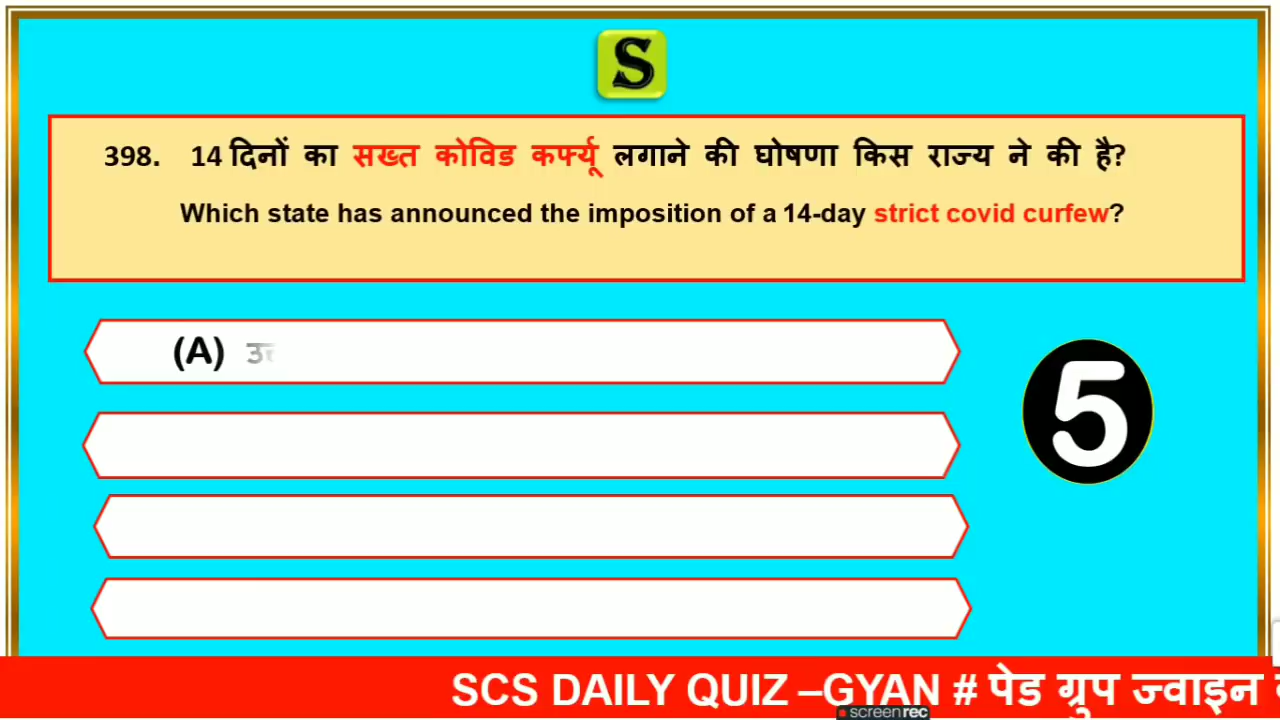 S
398. 14 दिनों का सख्त कोविड कर्फ्यू लगाने की घोषणा किस राज्य ने की है?
Which state has announced the imposition of a 14-day strict covid curfew?
(A)
5
SCS DAILY QUIZ –GYAN # पेड ग्रुप ज्वाइन
screenrec